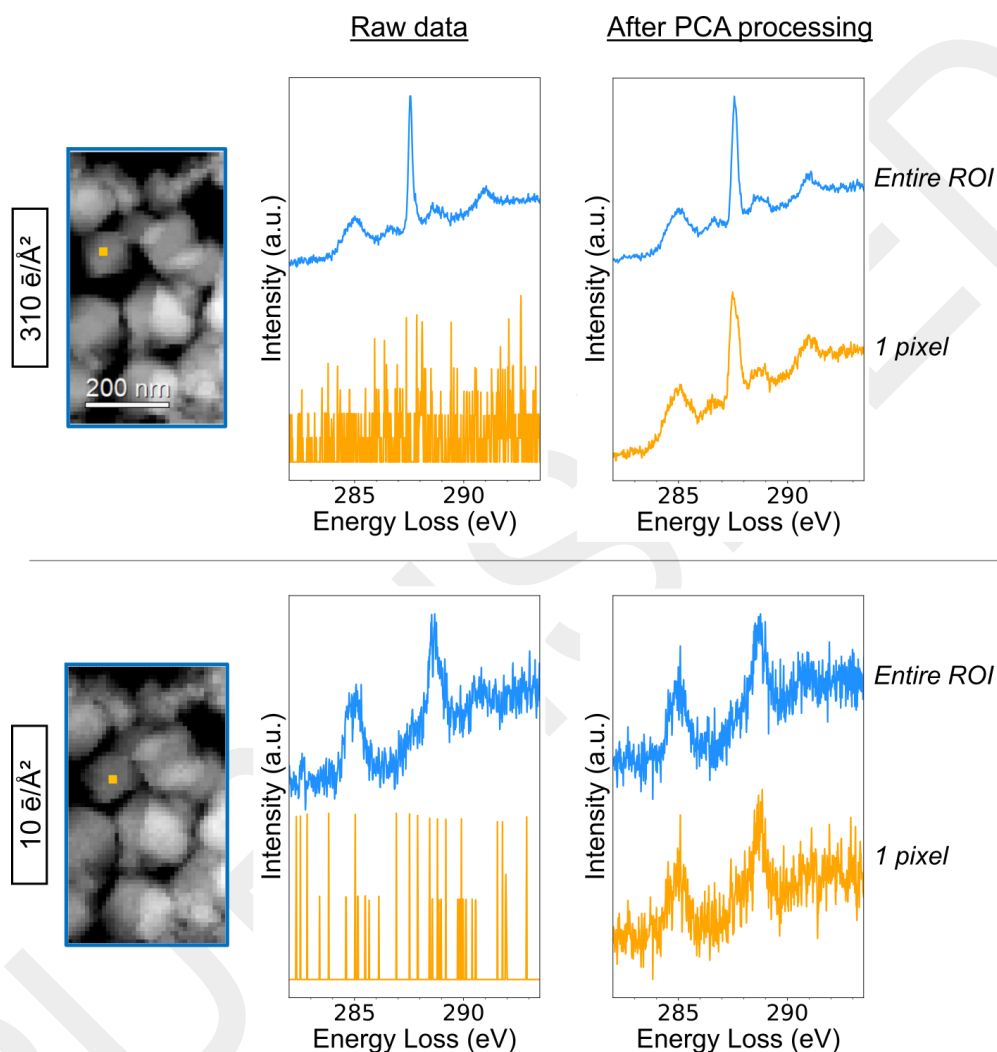 Raw data
After PCA processing
310 ē/Å²
200 nm
Intensity (a.u.)
285 290
Energy Loss (eV)
Intensity (a.u.)
285 290
Energy Loss (eV)
Entire ROI
1 pixel
10 ē/Å²
Intensity (a.u.)
285 290
Energy Loss (eV)
Intensity (a.u.)
285 290
Energy Loss (eV)
Entire ROI
1 pixel